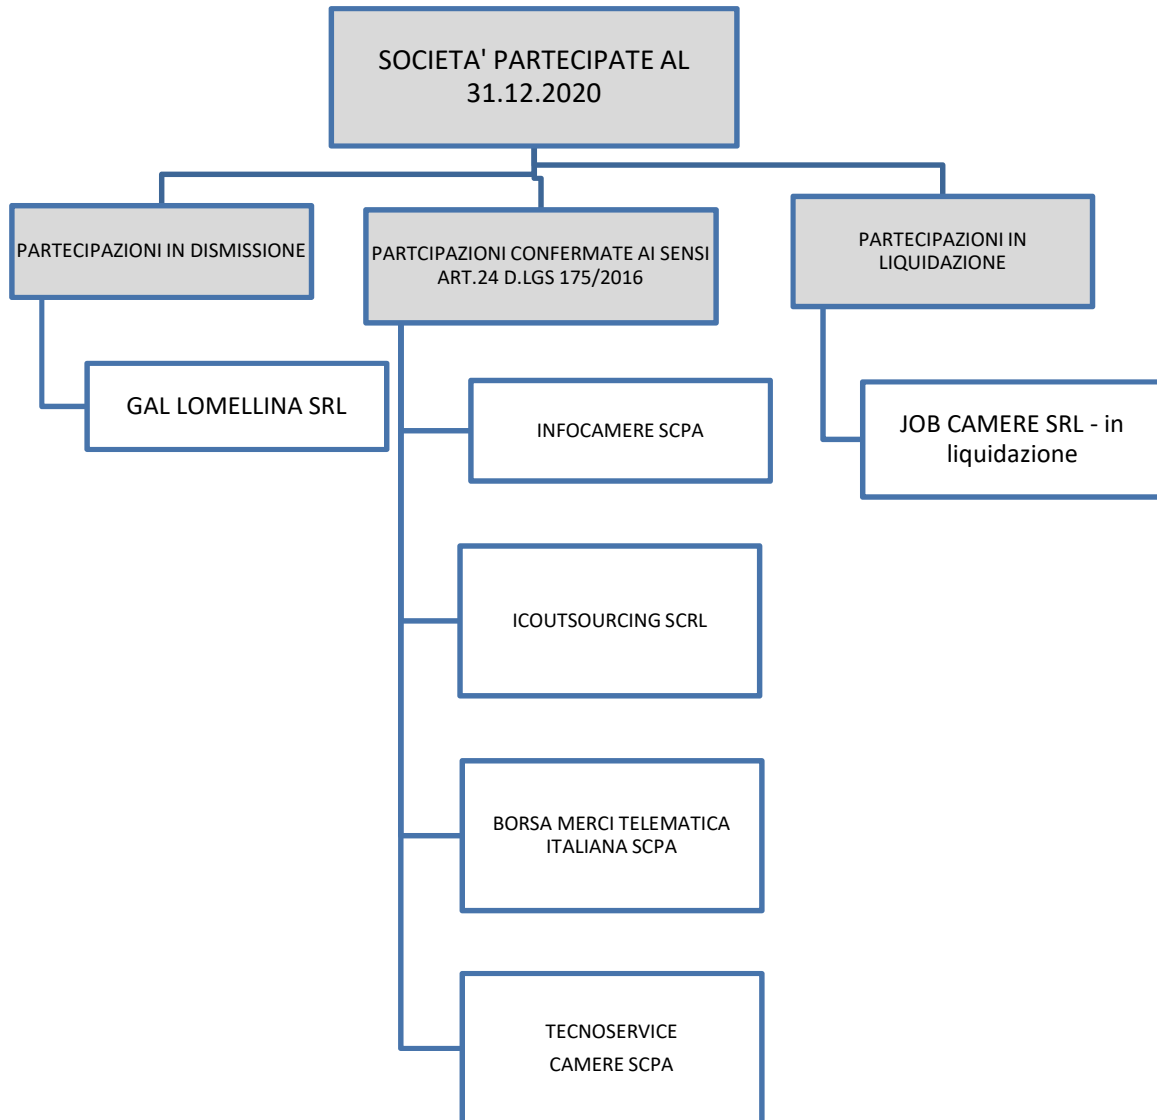 SOCIETA' PARTECIPATE AL
31.12.2020
PARTECIPAZIONI IN DISMISSIONE
GAL LOMELLINA SRL
PARTCIPAZIONI CONFERMATE AI SENSI
ART.24 D.LGS 175/2016
INFOCAMERE SCPA
ICOUTSOURCING SCRL
BORSA MERCI TELEMATICA
ITALIANA SCPA
TECNOSERVICE
CAMERE SCPA
PARTECIPAZIONI IN
LIQUIDAZIONE
JOB CAMERE SRL - in
liquidazione